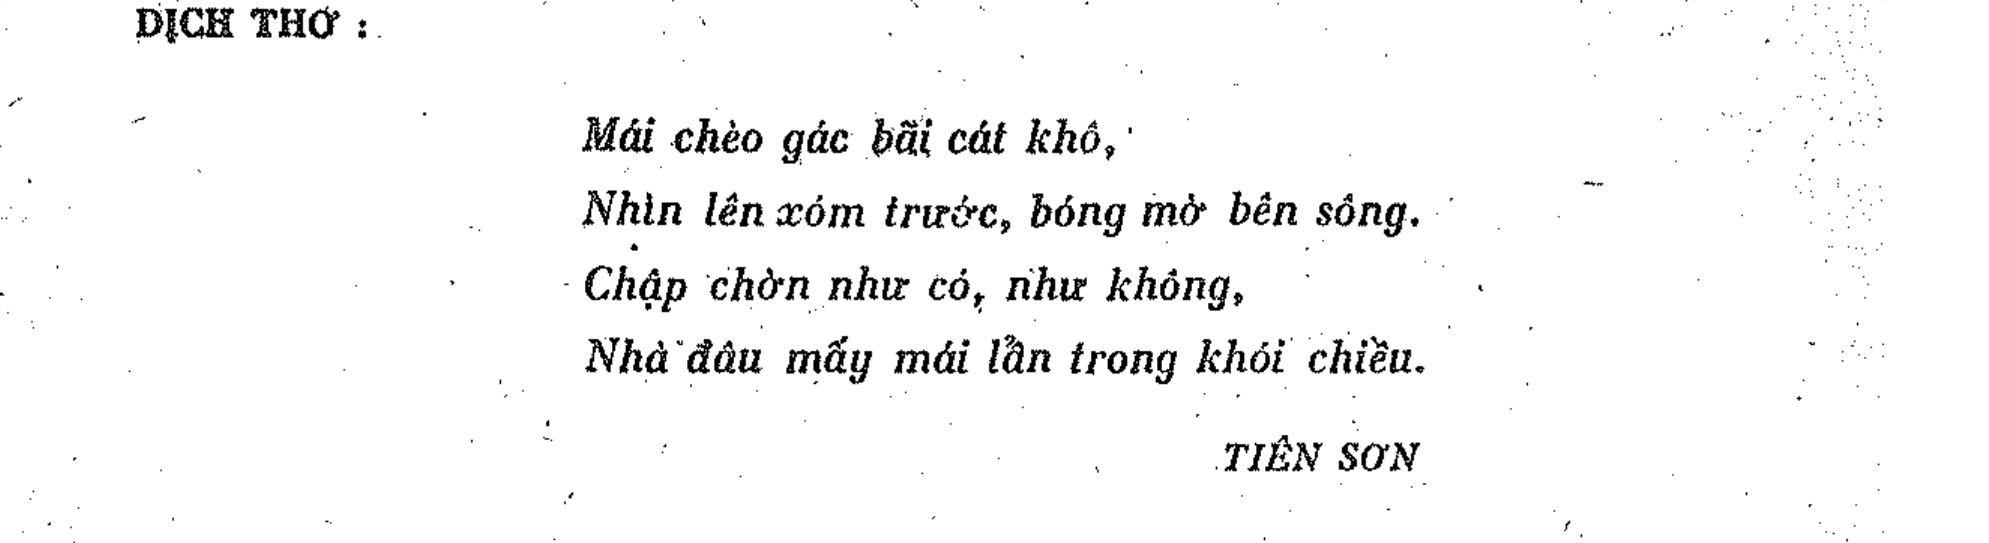 DỊCH THƠ :
Mái chèo gác bãi cát khô,
Nhìn lên xóm trước, bóng mờ bên sông.
Chập chờn như có, như không,
Nhà đâu mấy mái lẩn trong khói chiều.
TIÊN SƠN